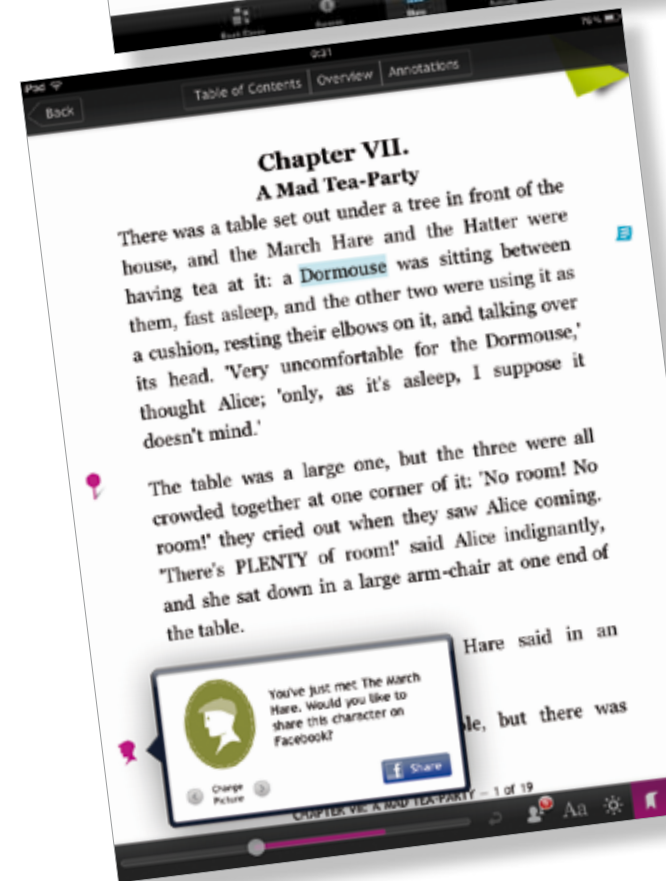 iPad
9:31
76%
Back
Table of Contents
Overview
Annotations
Chapter VII.
A Mad Tea-Party
There was a table set out under a tree in front of the
house, and the March Hare and the Hatter were
having tea at it: a Dormouse was sitting between
them, fast asleep, and the other two were using it as
a cushion, resting their elbows on it, and talking over
its head. 'Very uncomfortable for the Dormouse,'
thought Alice; 'only, as it's asleep, I suppose it
doesn't mind.'
The table was a large one, but the three were all
crowded together at one corner of it: 'No room! No
room!' they cried out when they saw Alice coming.
'There's PLENTY of room!' said Alice indignantly,
and she sat down in a large arm-chair at one end of
the table.
Hare said in an
but there was
You've just met The March
Hare. Would you like to
share this character on
Facebook?
Change
Picture
f Share
CHAPTER VII: A MAD TEA-PARTY – 1 of 19
Aa